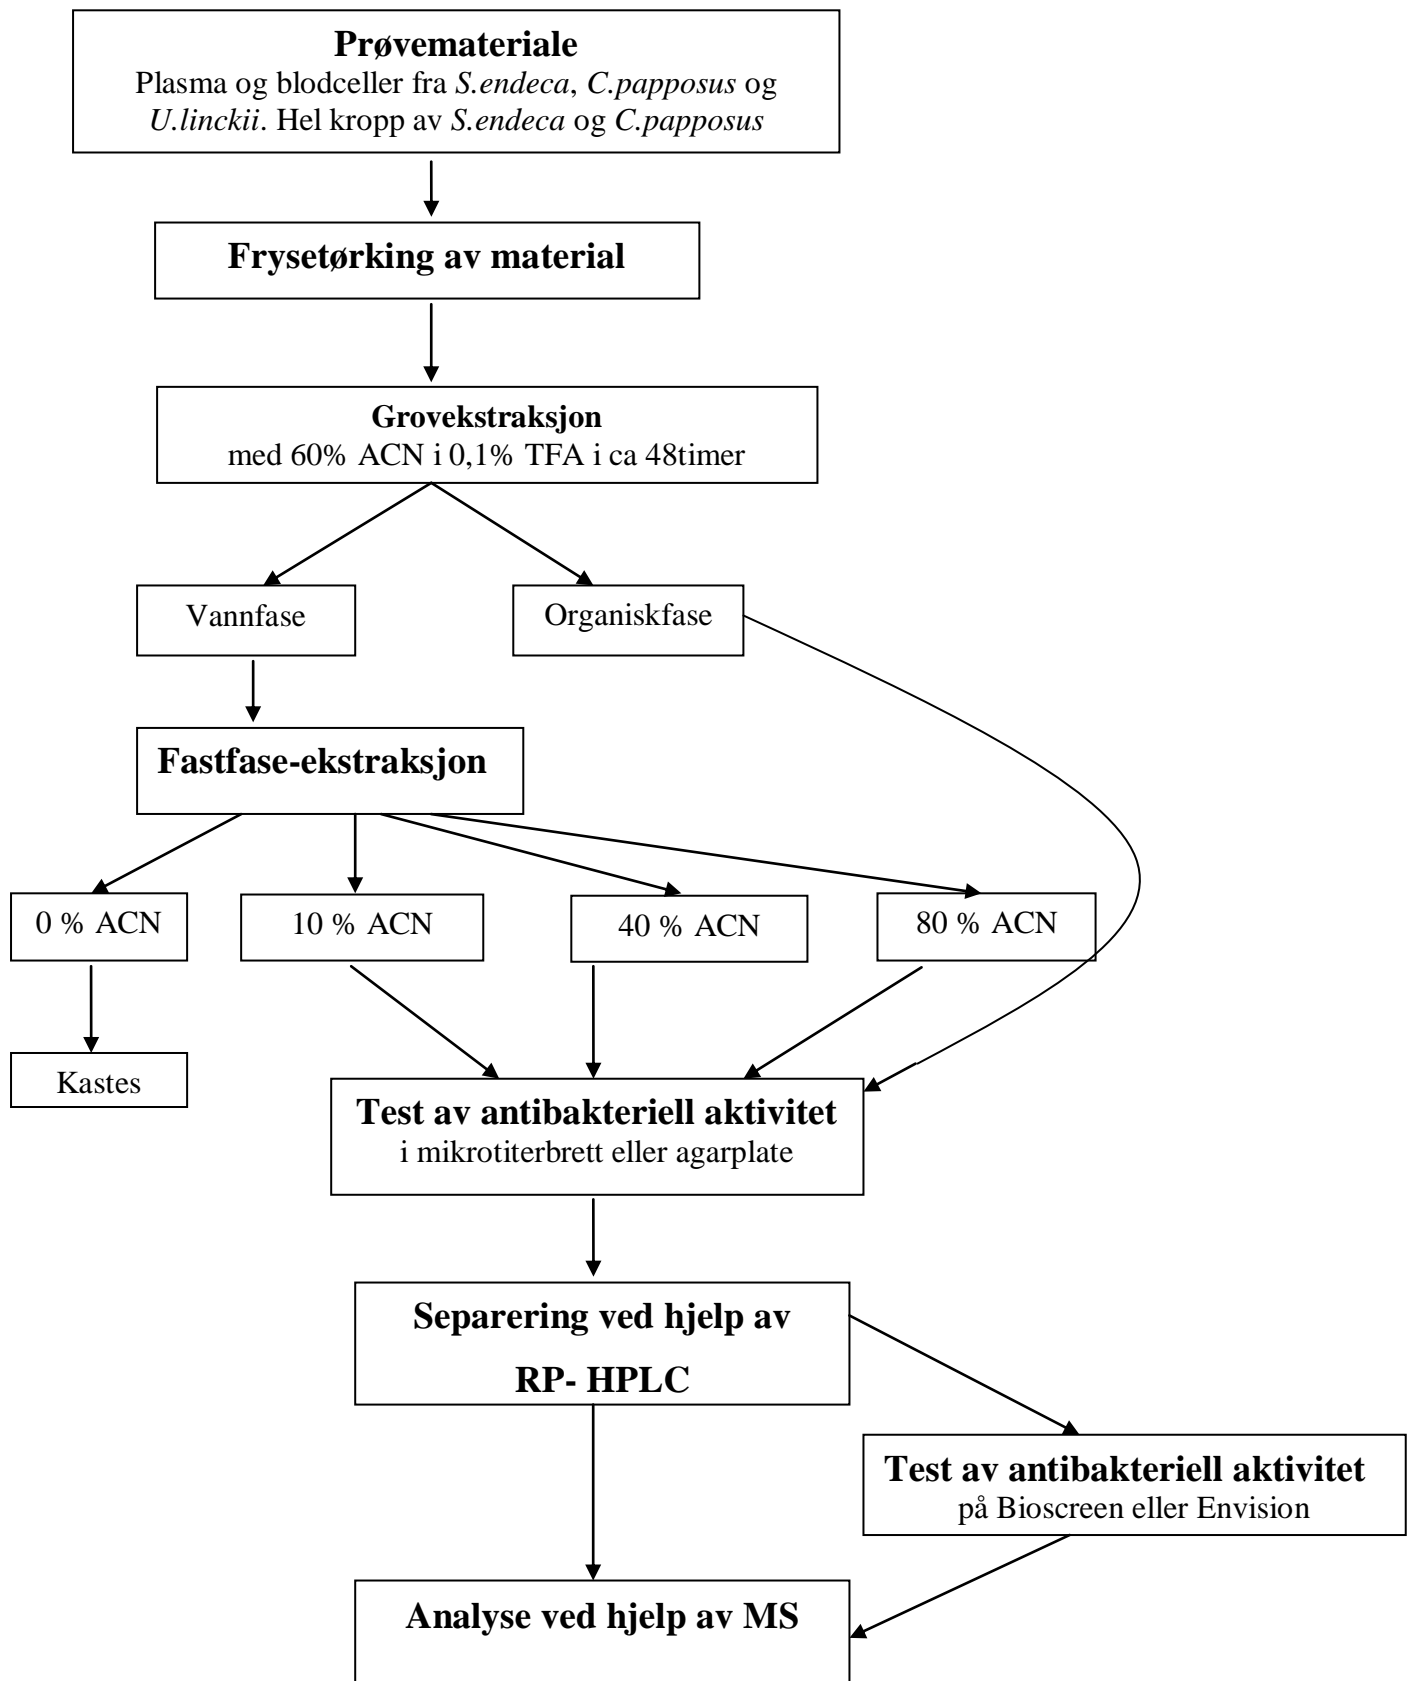 Prøvemateriale
Plasma og blodceller fra S.endeca, C.papposus og
U.linckii. Hel kropp av S.endeca og C.papposus
Frysetørking av material
Grovekstraksjon
med 60% ACN i 0,1% TFA i ca 48timer
Vannfase
Organiskfase
Fastfase-ekstraksjon
0 % ACN
10 % ACN
40 % ACN
80 % ACN
Kastes
Test av antibakteriell aktivitet
i mikrotiterbrett eller agarplate
Separering ved hjelp av
RP- HPLC
Test av antibakteriell aktivitet
på Bioscreen eller Envision
Analyse ved hjelp av MS